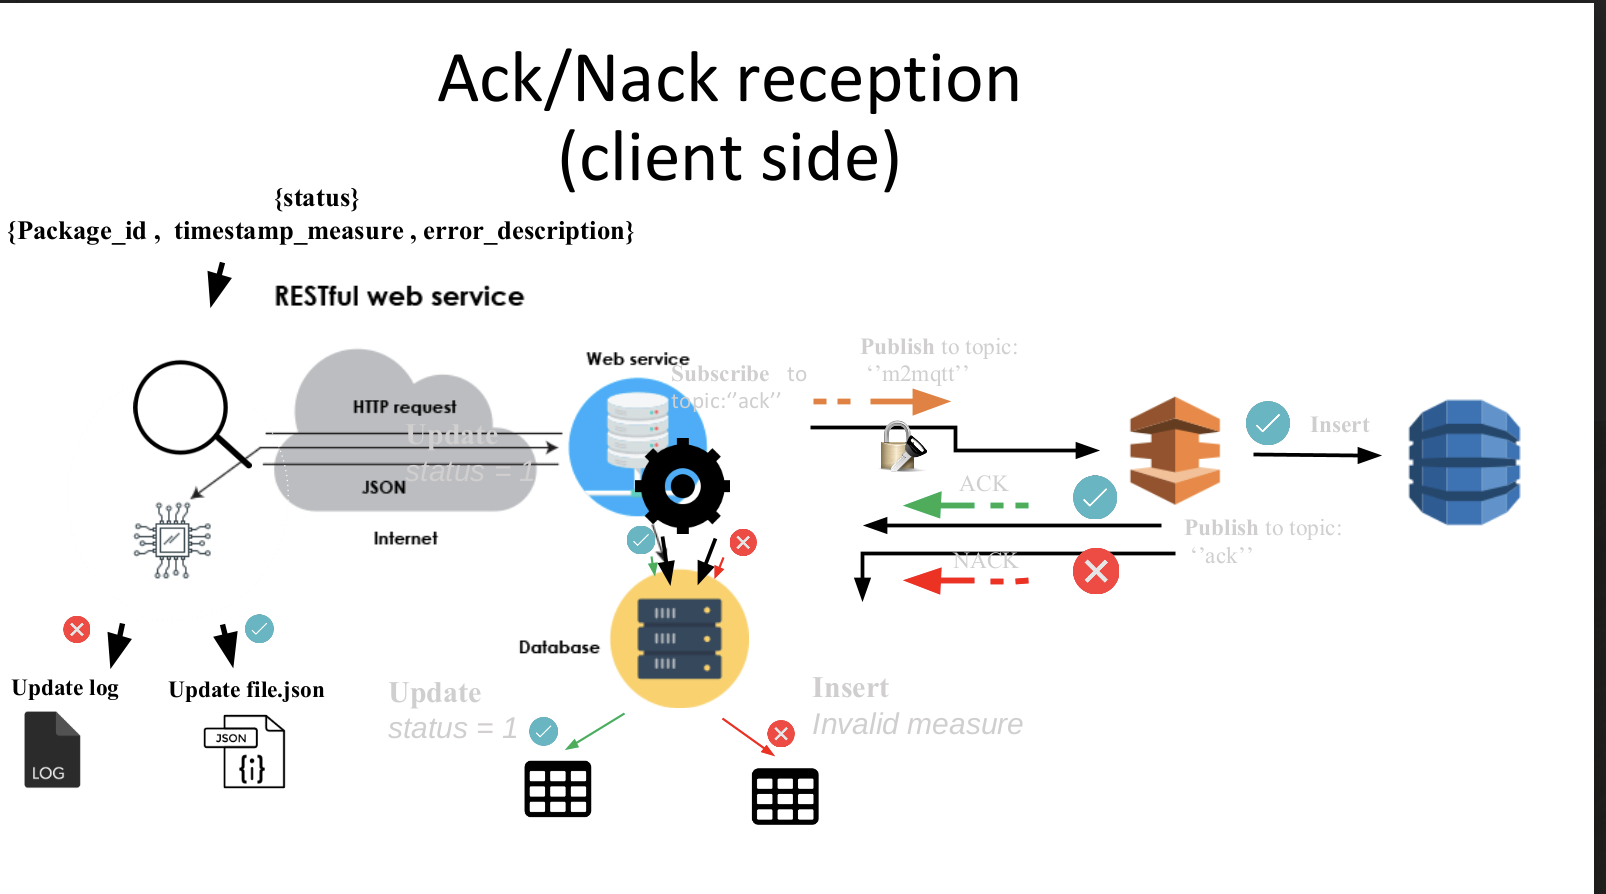 Ack/Nack reception
(client side)
{status}
{Package_id , timestamp_measure , error_description}
RESTful web service
Web service
Subscribe to
topic:‘’ack’’
Publish to topic:
‘’m2mqtt’’
HTTP request
Update
status = 1
JSON
Internet
Insert
ACK
Publish to topic:
‘’ack’’
NACK
Database
Update log
Update file.json
LOG
JSON
{i}
Update
status = 1
Insert
Invalid measure